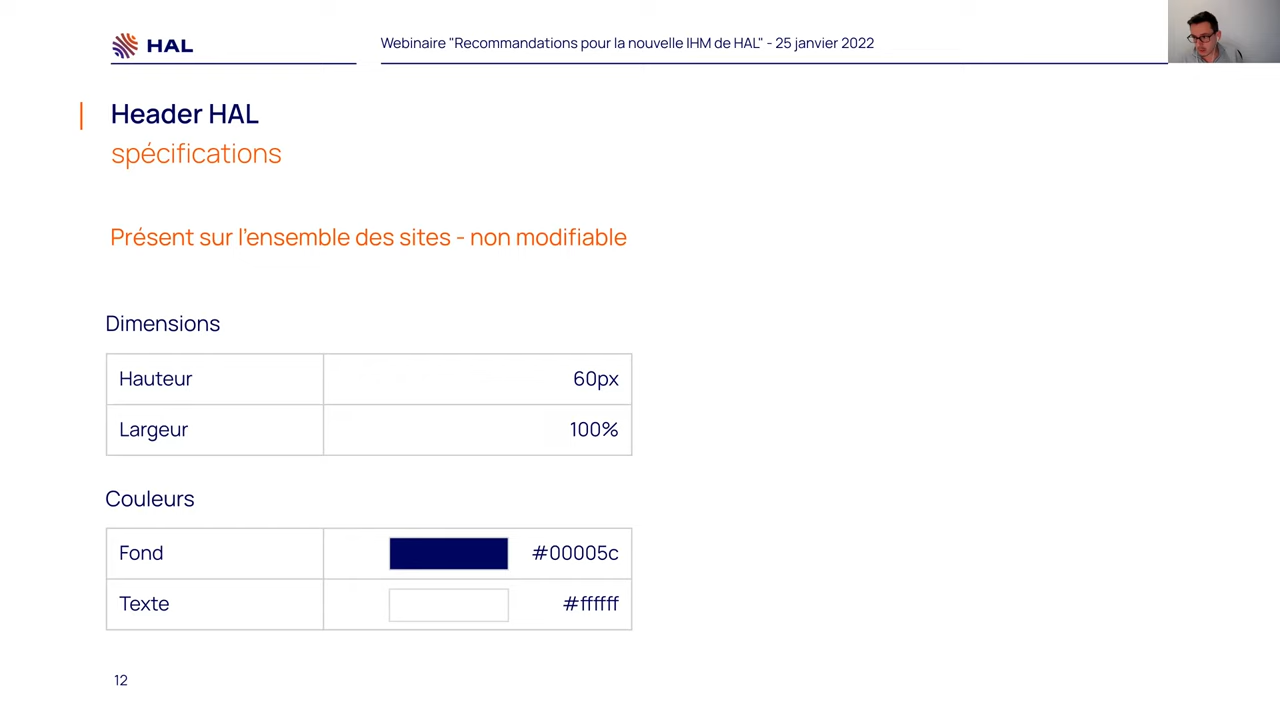 HAL
Webinaire "Recommandations pour la nouvelle IHM de HAL" - 25 janvier 2022
Header HAL
spécifications
Présent sur l'ensemble des sites - non modifiable
Dimensions
Hauteur 60px
Largeur 100%
Couleurs
Fond #00005c
Texte #ffffff
12